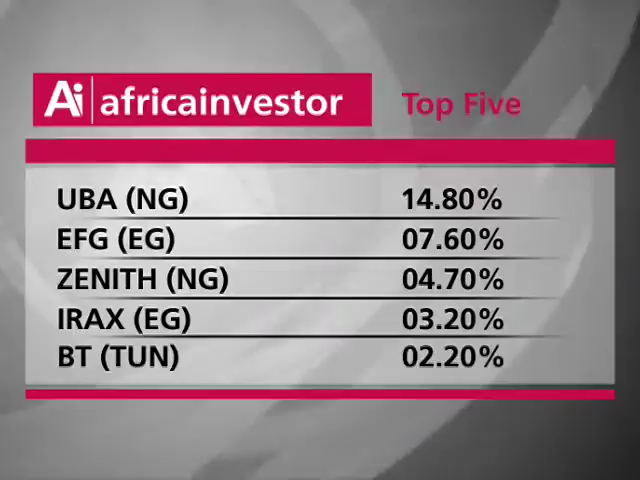 Ai africainvestor Top Five
UBA (NG) 14.80%
EFG (EG) 07.60%
ZENITH (NG) 04.70%
IRAX (EG) 03.20%
BT (TUN) 02.20%